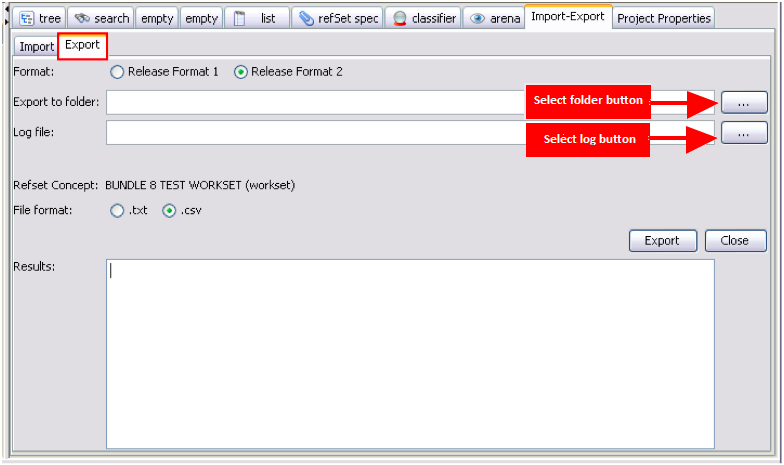 tree search empty empty list refSet spec classifier arena Import-Export Project Properties
Import Export
Format: Release Format 1 Release Format 2
Export to folder: Select folder button ...
Log file: Select log button ...
Refset Concept: BUNDLE 8 TEST WORKSET (workset)
File format: .txt .csv
Export Close
Results: